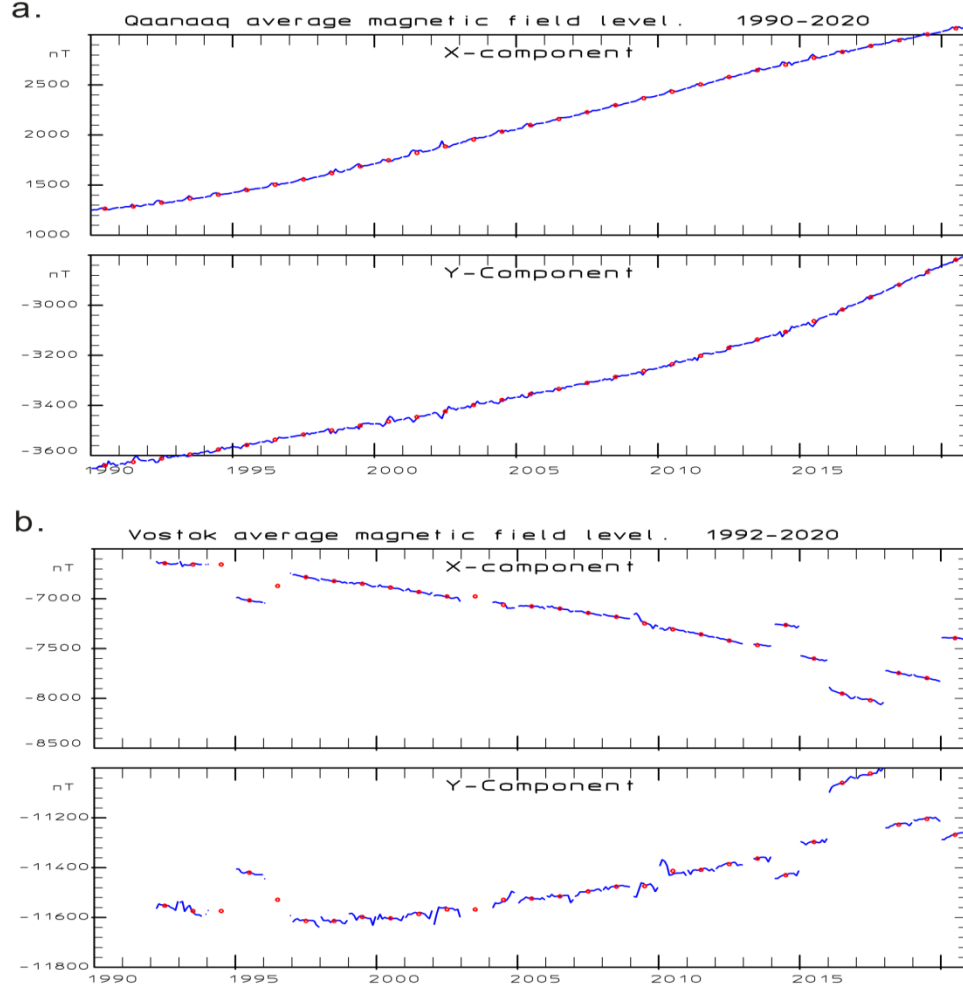 a.
Qaanaaq average magnetic field level. 1990-2020
nT
X-component
2500
2000
1500
1000
nT
Y-Component
-3000
-3200
-3400
-3600
1990 1995 2000 2005 2010 2015
b.
Vostok average magnetic field level. 1992-2020
nT
X-component
-7000
-7500
-8000
-8500
nT
Y-Component
-11200
-11400
-11600
-11800
1990 1995 2000 2005 2010 2015